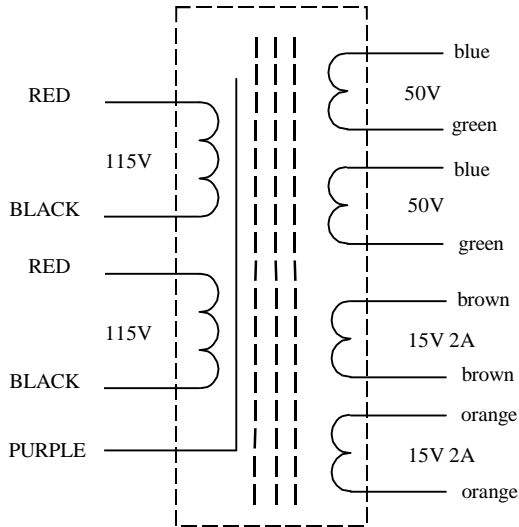 RED
115V
BLACK
RED
115V
BLACK
PURPLE
blue
50V
green
blue
50V
green
brown
15V 2A
brown
orange
15V 2A
orange